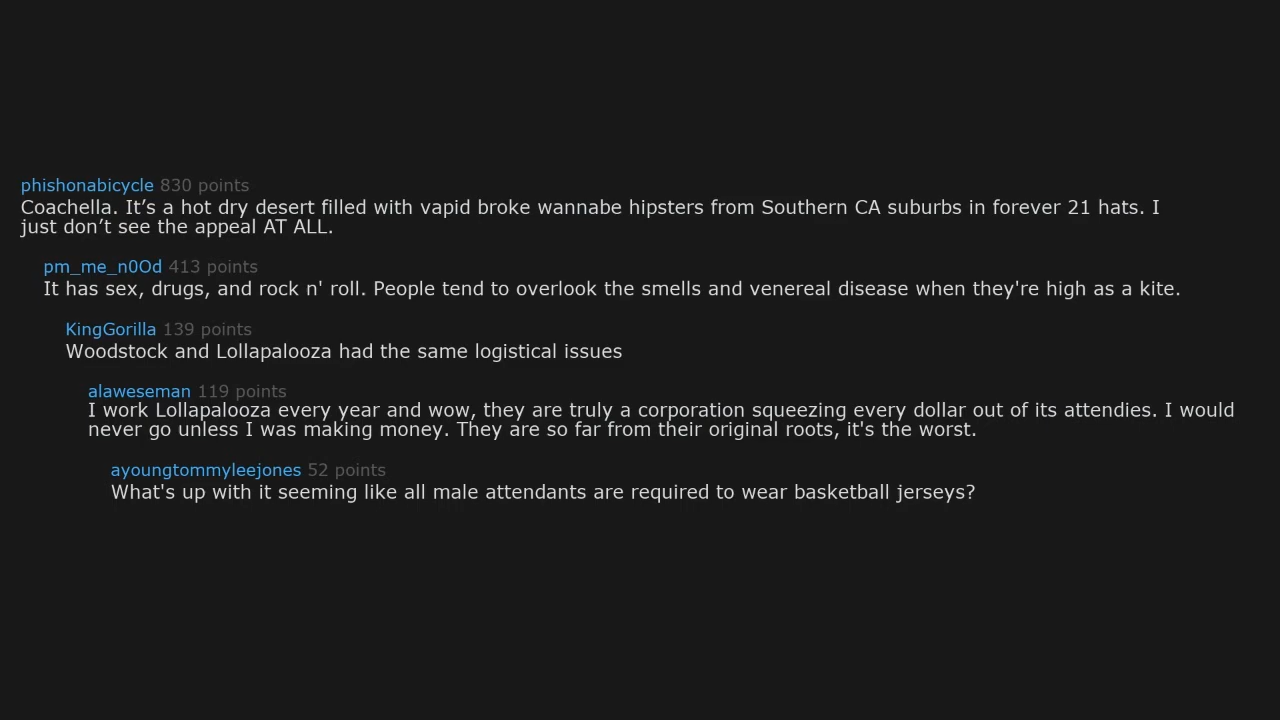 phishonabicycle 830 points
Coachella. It’s a hot dry desert filled with vapid broke wannabe hipsters from Southern CA suburbs in forever 21 hats. I
just don’t see the appeal AT ALL.
pm_me_n0Od 413 points
It has sex, drugs, and rock n' roll. People tend to overlook the smells and venereal disease when they're high as a kite.
KingGorilla 139 points
Woodstock and Lollapalooza had the same logistical issues
alaweseman 119 points
I work Lollapalooza every year and wow, they are truly a corporation squeezing every dollar out of its attendies. I would
never go unless I was making money. They are so far from their original roots, it's the worst.
ayoungtommyleejones 52 points
What's up with it seeming like all male attendants are required to wear basketball jerseys?